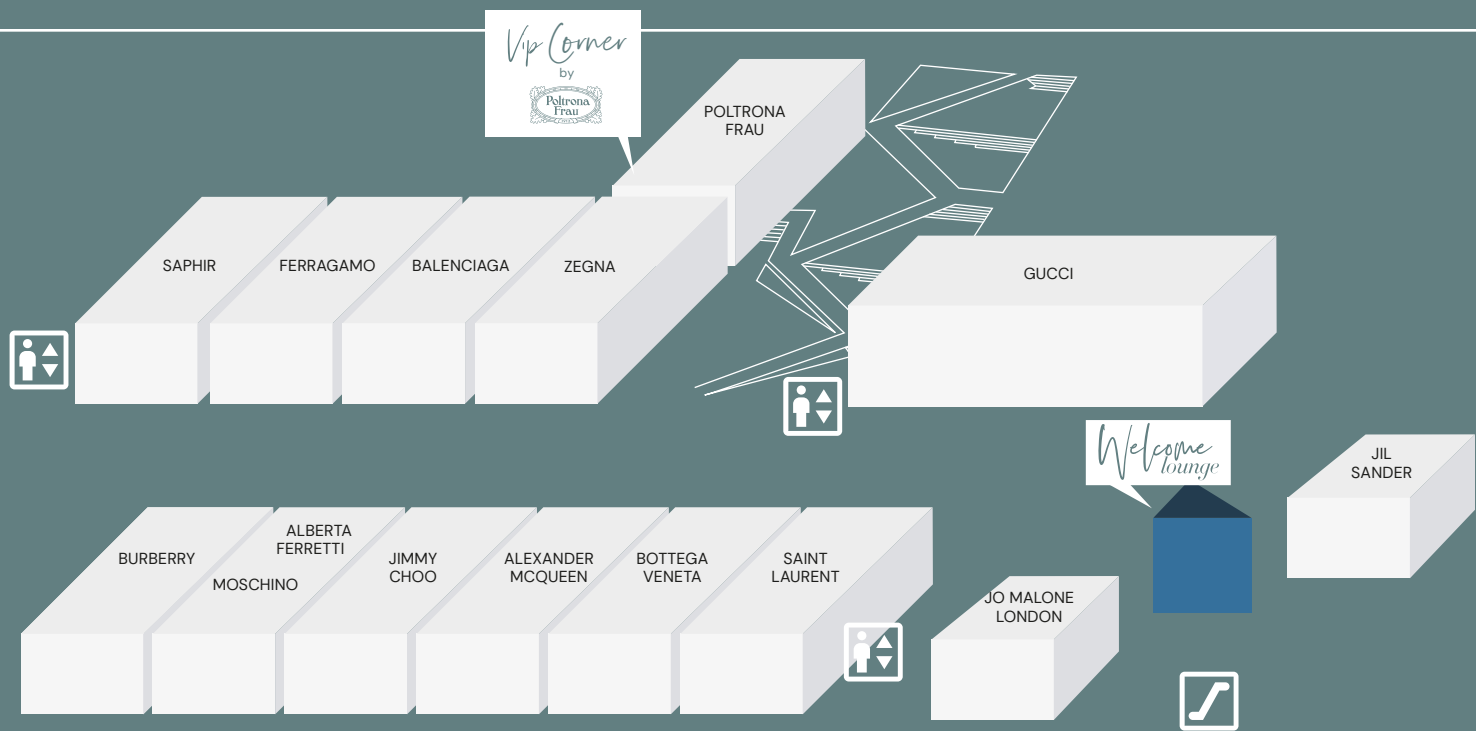 Vip Corner
by
Poltrona
Frau
POLTRONA
FRAU
SAPHIR
FERRAGAMO
BALENCIAGA
ZEGNA
GUCCI
Welcome
lounge
JIL
SANDER
BURBERRY
ALBERTA
FERRETTI
MOSCHINO
JIMMY
CHOO
ALEXANDER
MCQUEEN
BOTTEGA
VENETA
SAINT
LAURENT
JO MALONE
LONDON